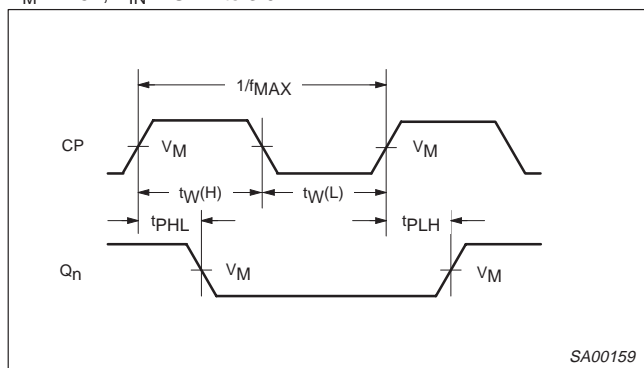 1/fMAX
CP
VM
VM
tW(H)
tW(L)
tPHL
tPLH
Qn
VM
VM
SA00159